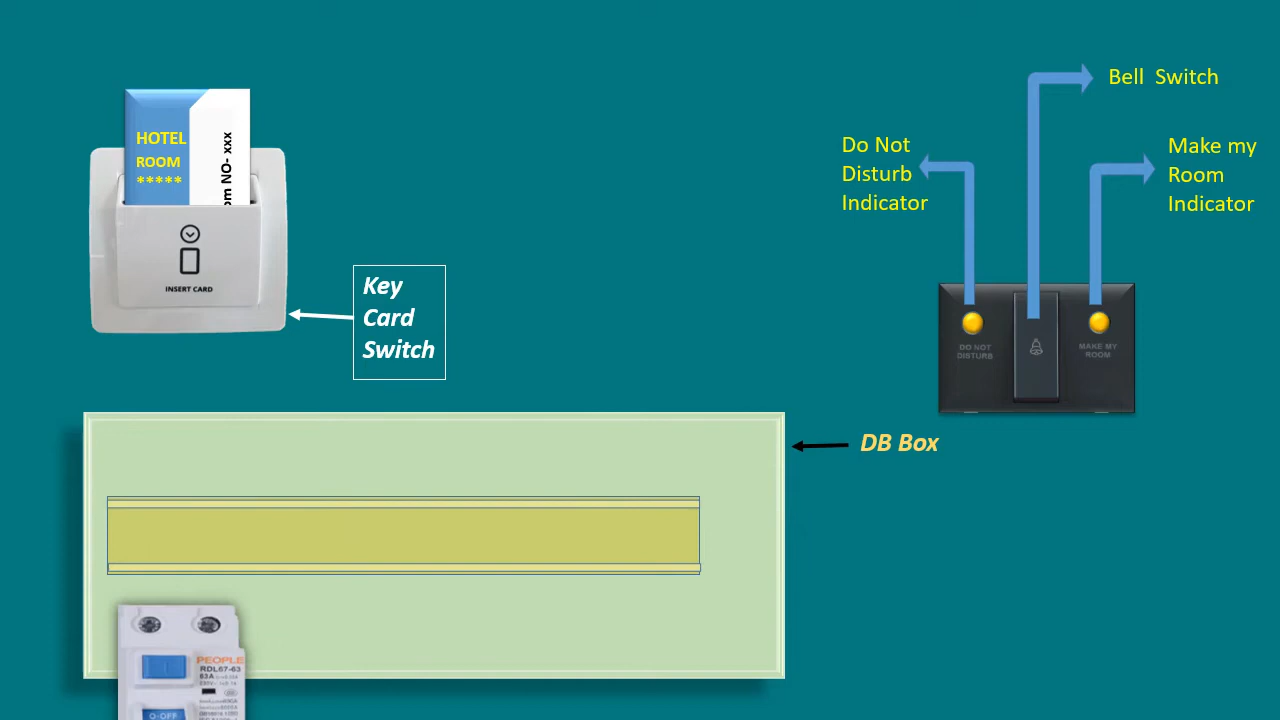 HOTEL
ROOM
*****
om NO- xxx
INSERT CARD
Key
Card
Switch
Bell Switch
Do Not
Disturb
Indicator
Make my
Room
Indicator
DO NOT
DISTURB
MAKE MY
ROOM
DB Box
PEOPLE
RDL67-63
63A
O-OFF